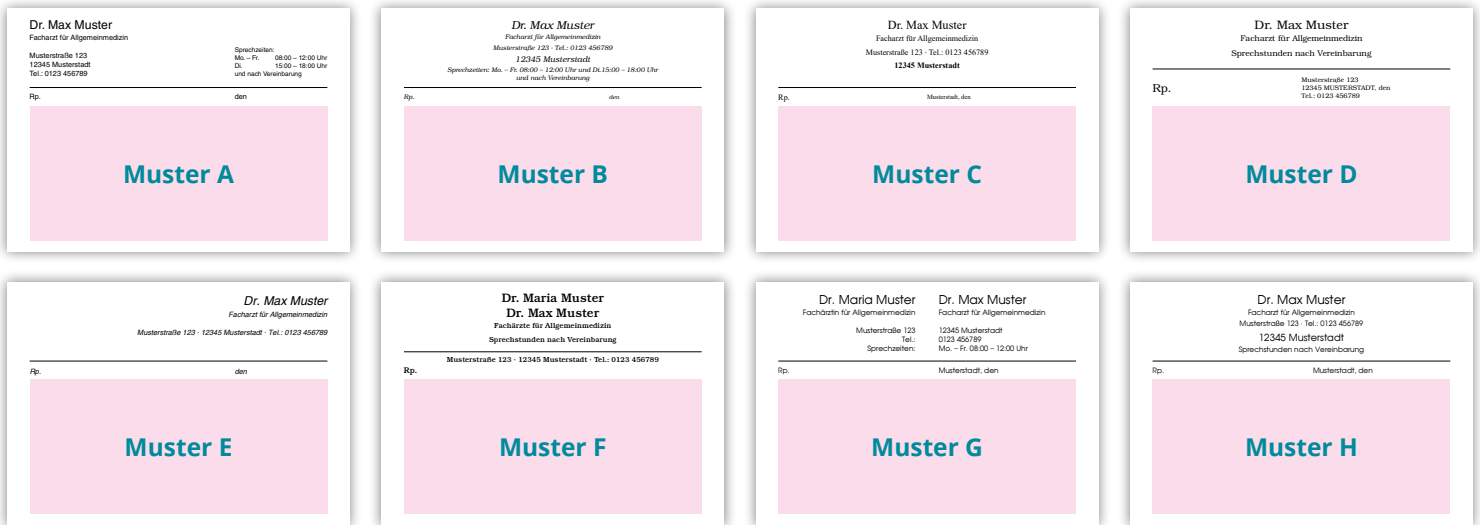 Dr. Max Muster
Facharzt für Allgemeinmedizin
Musterstraße 123
12345 Musterstadt
Tel.: 0123 456789
Sprechzeiten:
Mo. – Fr. 08:00 – 12:00 Uhr
Di. 15:00 – 18:00 Uhr
und nach Vereinbarung
Rp. den
Muster A
Dr. Max Muster
Facharzt für Allgemeinmedizin
Musterstraße 123 · Tel.: 0123 456789
12345 Musterstadt
Sprechzeiten: Mo. – Fr. 08:00 – 12:00 Uhr und Di.15:00 – 18:00 Uhr
und nach Vereinbarung
Rp. den
Muster B
Dr. Max Muster
Facharzt für Allgemeinmedizin
Musterstraße 123 · Tel.: 0123 456789
12345 Musterstadt
Rp. Musterstadt, den
Muster C
Dr. Max Muster
Facharzt für Allgemeinmedizin
Sprechstunden nach Vereinbarung
Rp.
Musterstraße 123
12345 MUSTERSTADT, den
Tel.: 0123 456789
Muster D
Dr. Max Muster
Facharzt für Allgemeinmedizin
Musterstraße 123 · 12345 Musterstadt · Tel.: 0123 456789
Rp. den
Muster E
Dr. Maria Muster
Dr. Max Muster
Fachärzte für Allgemeinmedizin
Sprechstunden nach Vereinbarung
Musterstraße 123 · 12345 Musterstadt · Tel.: 0123 456789
Rp.
Muster F
Dr. Maria Muster Dr. Max Muster
Fachärztin für Allgemeinmedizin Facharzt für Allgemeinmedizin
Musterstraße 123 12345 Musterstadt
Tel.: 0123 456789
Sprechzeiten: Mo. – Fr. 08:00 – 12:00 Uhr
Rp. Musterstadt, den
Muster G
Dr. Max Muster
Facharzt für Allgemeinmedizin
Musterstraße 123 · Tel.: 0123 456789
12345 Musterstadt
Sprechstunden nach Vereinbarung
Rp. Musterstadt, den
Muster H